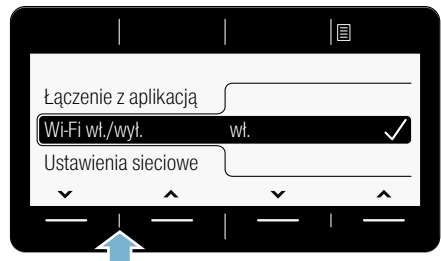 Łączenie z aplikacją
Wi-Fi wł./wył. wł.
Ustawienia sieciowe